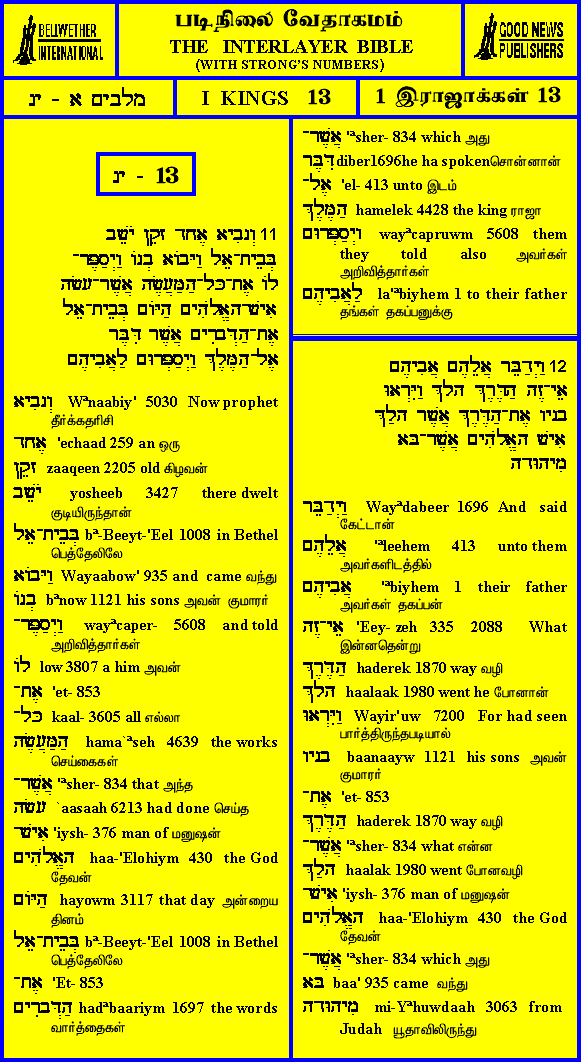 BELLWETHER
INTERNATIONAL
படிநிலை வேதாகமம்
THE INTERLAYER BIBLE
(WITH STRONG'S NUMBERS)
GOOD NEWS
PUBLISHERS
מלבים א - יג
I KINGS 13
1 இராஜாக்கள் 13
יג - 13
11 וְנָבִיא אֶחָד זָקֵן יֹשֵׁב
בְּבֵית־אֵל וַיָּבוֹא בְנוֹ וַיְסַפֶּר־
לוֹ אֶת־כָּל־הַמַּעֲשֶׂה אֲשֶׁר־עָשָׂה
אִישׁ־הָאֱלֹהִים הַיּוֹם בְּבֵית־אֵל
אֶת־הַדְּבָרִים אֲשֶׁר דִּבֶּר
אֶל־הַמֶּלֶךְ וַיְסַפְּרוּם לַאֲבִיהֶם
וְנָבִיא Wªnaabiy' 5030 Now prophet
தீர்க்கதரிசி
אֶחָד 'echaad 259 an ஒரு
זָקֵן zaaqeen 2205 old கிழவன்
יֹשֵׁב yosheeb 3427 there dwelt
குடியிருந்தான்
בְּבֵית־אֵל bª-Beeyt-'Eel 1008 in Bethel
பெத்தேலிலே
וַיָּבוֹא Wayaabow' 935 and came வந்து
בְנוֹ bªnow 1121 his sons அவன் குமாரர்
וַיְסַפֶּר־ wayªcaper- 5608 and told
அறிவித்தார்கள்
לוֹ low 3807 a him அவன்
אֶת־ 'et- 853
כָּל־ kaal- 3605 all எல்லா
הַמַּעֲשֶׂה hama`ªseh 4639 the works
செய்கைகள்
אֲשֶׁר־ 'ªsher- 834 that அந்த
עָשָׂה `aasaah 6213 had done செய்த
אִישׁ־ 'iysh- 376 man of மனுஷன்
הָאֱלֹהִים haa-'Elohiym 430 the God
தேவன்
הַיּוֹם hayowm 3117 that day அன்றைய
தினம்
בְּבֵית־אֵל bª-Beeyt-'Eel 1008 in Bethel
பெத்தேலிலே
אֶת־ 'Et- 853
הַדְּבָרִים hadªbaariym 1697 the words
வார்த்தைகள்
אֲשֶׁר־ 'ªsher- 834 which அது
דִּבֶּר diber1696he ha spokenசொன்னான்
אֶל־ 'el- 413 unto இடம்
הַמֶּלֶךְ hamelek 4428 the king ராஜா
וַיְסַפְּרוּם wayªcapruwm 5608 them
they told also அவர்கள்
அறிவித்தார்கள்
לַאֲבִיהֶם la'ªbiyhem 1 to their father
தங்கள் தகப்பனுக்கு
12 וַיְדַבֵּר אֲלֵהֶם אֲבִיהֶם
אֵי־זֶה הַדֶּרֶךְ הָלָךְ וַיִּרְאוּ
בָנָיו אֶת־הַדֶּרֶךְ אֲשֶׁר הָלַךְ
אִישׁ הָאֱלֹהִים אֲשֶׁר־בָּא
מִיהוּדָה
וַיְדַבֵּר Wayªdabeer 1696 And said
கேட்டான்
אֲלֵהֶם 'ªleehem 413 unto them
அவர்களிடத்தில்
אֲבִיהֶם 'ªbiyhem 1 their father
அவர்கள் தகப்பன்
אֵי־זֶה 'Eey- zeh 335 2088 What
இன்னதென்று
הַדֶּרֶךְ haderek 1870 way வழி
הָלָךְ haalaak 1980 went he போனான்
וַיִּרְאוּ Wayir'uw 7200 For had seen
பார்த்திருந்தபடியால்
בָנָיו baanaayw 1121 his sons அவன்
குமாரர்
אֶת־ 'et- 853
הַדֶּרֶךְ haderek 1870 way வழி
אֲשֶׁר־ 'ªsher- 834 what என்ன
הָלַךְ haalak 1980 went போனவழி
אִישׁ־ 'iysh- 376 man of மனுஷன்
הָאֱלֹהִים haa-'Elohiym 430 the God
தேவன்
אֲשֶׁר־ 'ªsher- 834 which அது
בָּא baa' 935 came வந்து
מִיהוּדָה mi-Yªhuwdaah 3063 from
Judah யூதாவிலிருந்து